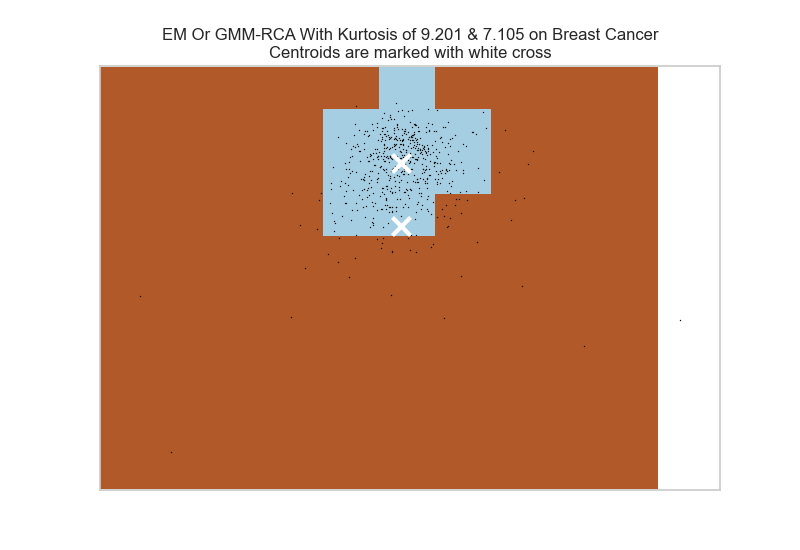 EM Or GMM-RCA With Kurtosis of 9.201 & 7.105 on Breast Cancer
Centroids are marked with white cross